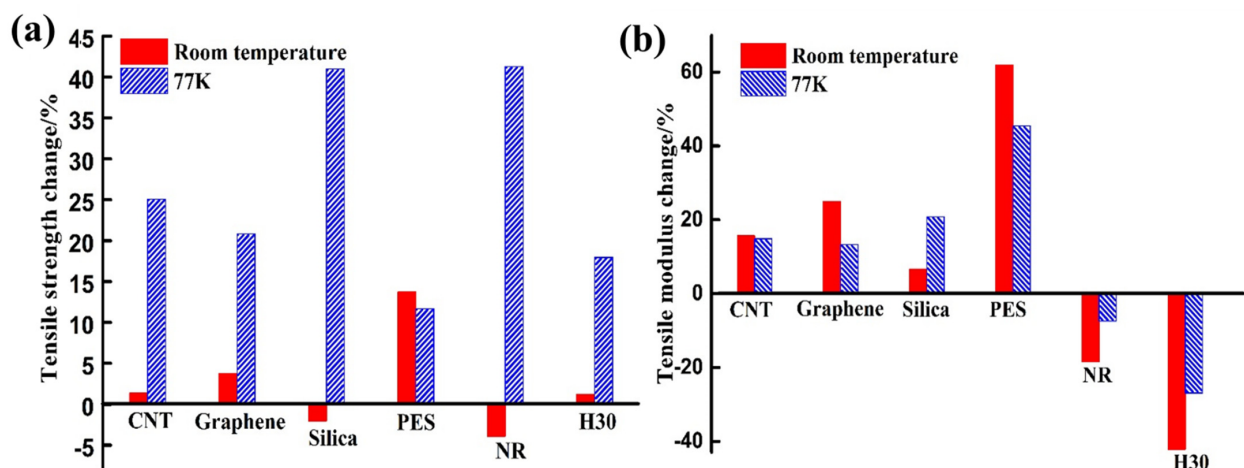 (a)
Tensile strength change/%
45
40
35
30
25
20
15
10
5
0
-5
Room temperature
77K
CNT
Graphene
Silica
PES
NR
H30
(b)
Tensile modulus change/%
60
40
20
0
-20
-40
Room temperature
77K
CNT
Graphene
Silica
PES
NR
H30